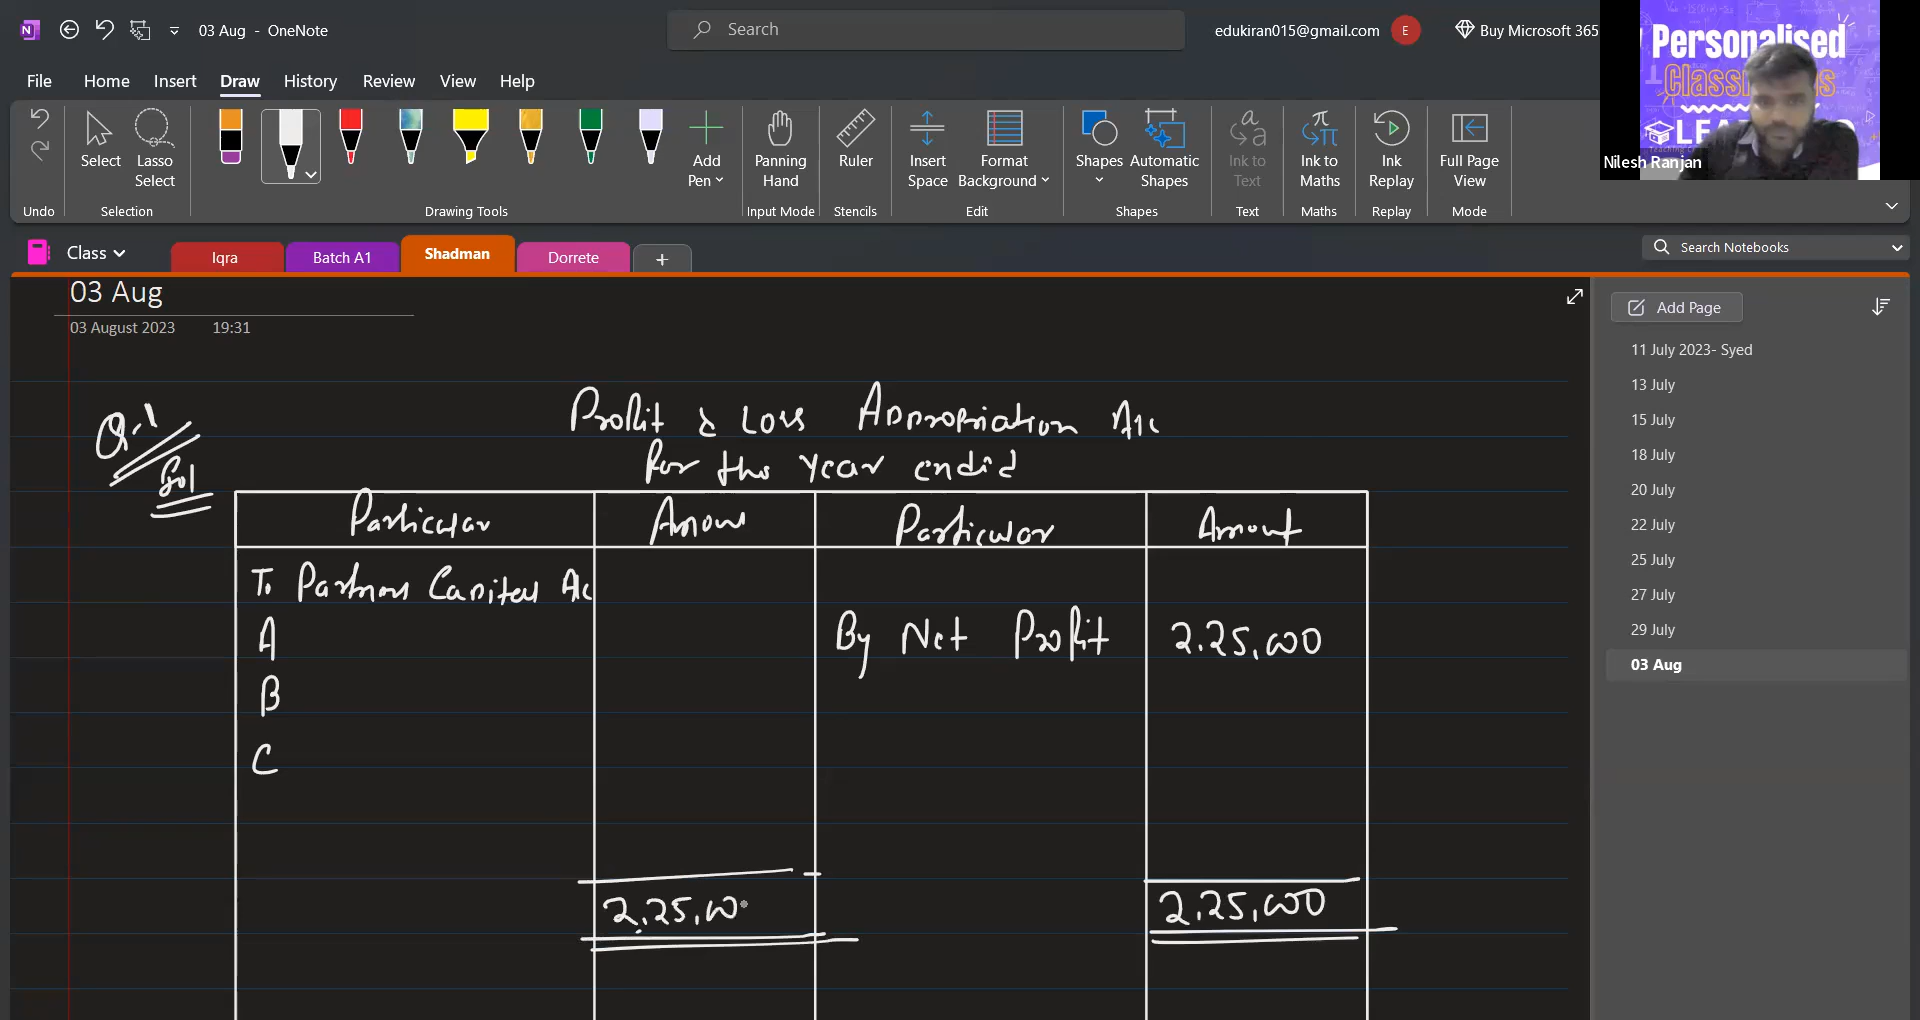 03 Aug - OneNote
Search
edukiran015@gmail.com
E
Buy Microsoft 365
Personalised
Nilesh Ranjan
File Home Insert Draw History Review View Help
Select
Lasso Select
Add Pen
Panning Hand
Ruler
Insert Space
Format Background
Shapes
Automatic Shapes
Ink to Text
Ink to Maths
Ink Replay
Full Page View
Undo Selection Drawing Tools Input Mode Stencils Edit Shapes Text Maths Replay Mode
Class
Iqra
Batch A1
Shadman
Dorrete
+
Search Notebooks
03 Aug
03 August 2023 19:31
Add Page
11 July 2023- Syed
13 July
15 July
18 July
20 July
22 July
25 July
27 July
29 July
03 Aug
Q.1
Sol
Profit & Loss Appropriation A/c
for the year ended
Particular Amoun Particular Amount
To Partners Capital A/c
A By Net Profit 2,25,000
B
C
2,25,00 2,25,000